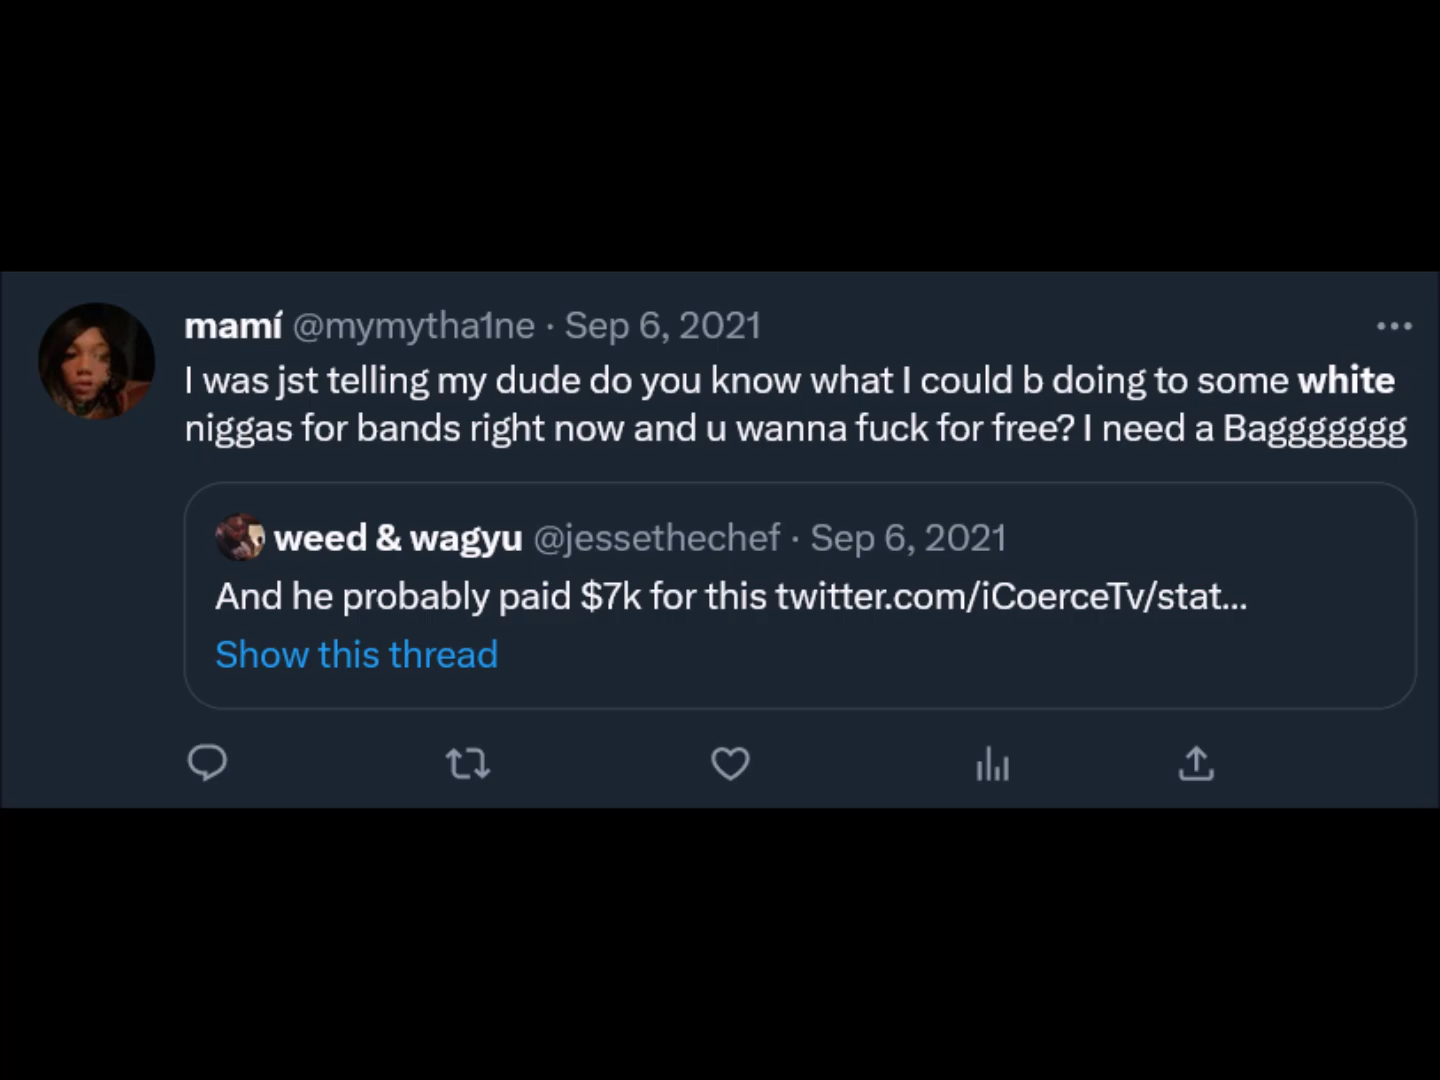 mamí @mymytha1ne · Sep 6, 2021
I was jst telling my dude do you know what I could b doing to some white
niggas for bands right now and u wanna fuck for free? I need a Baggggggg
weed & wagyu @jessethechef · Sep 6, 2021
And he probably paid $7k for this twitter.com/iCoerceTv/stat...
Show this thread